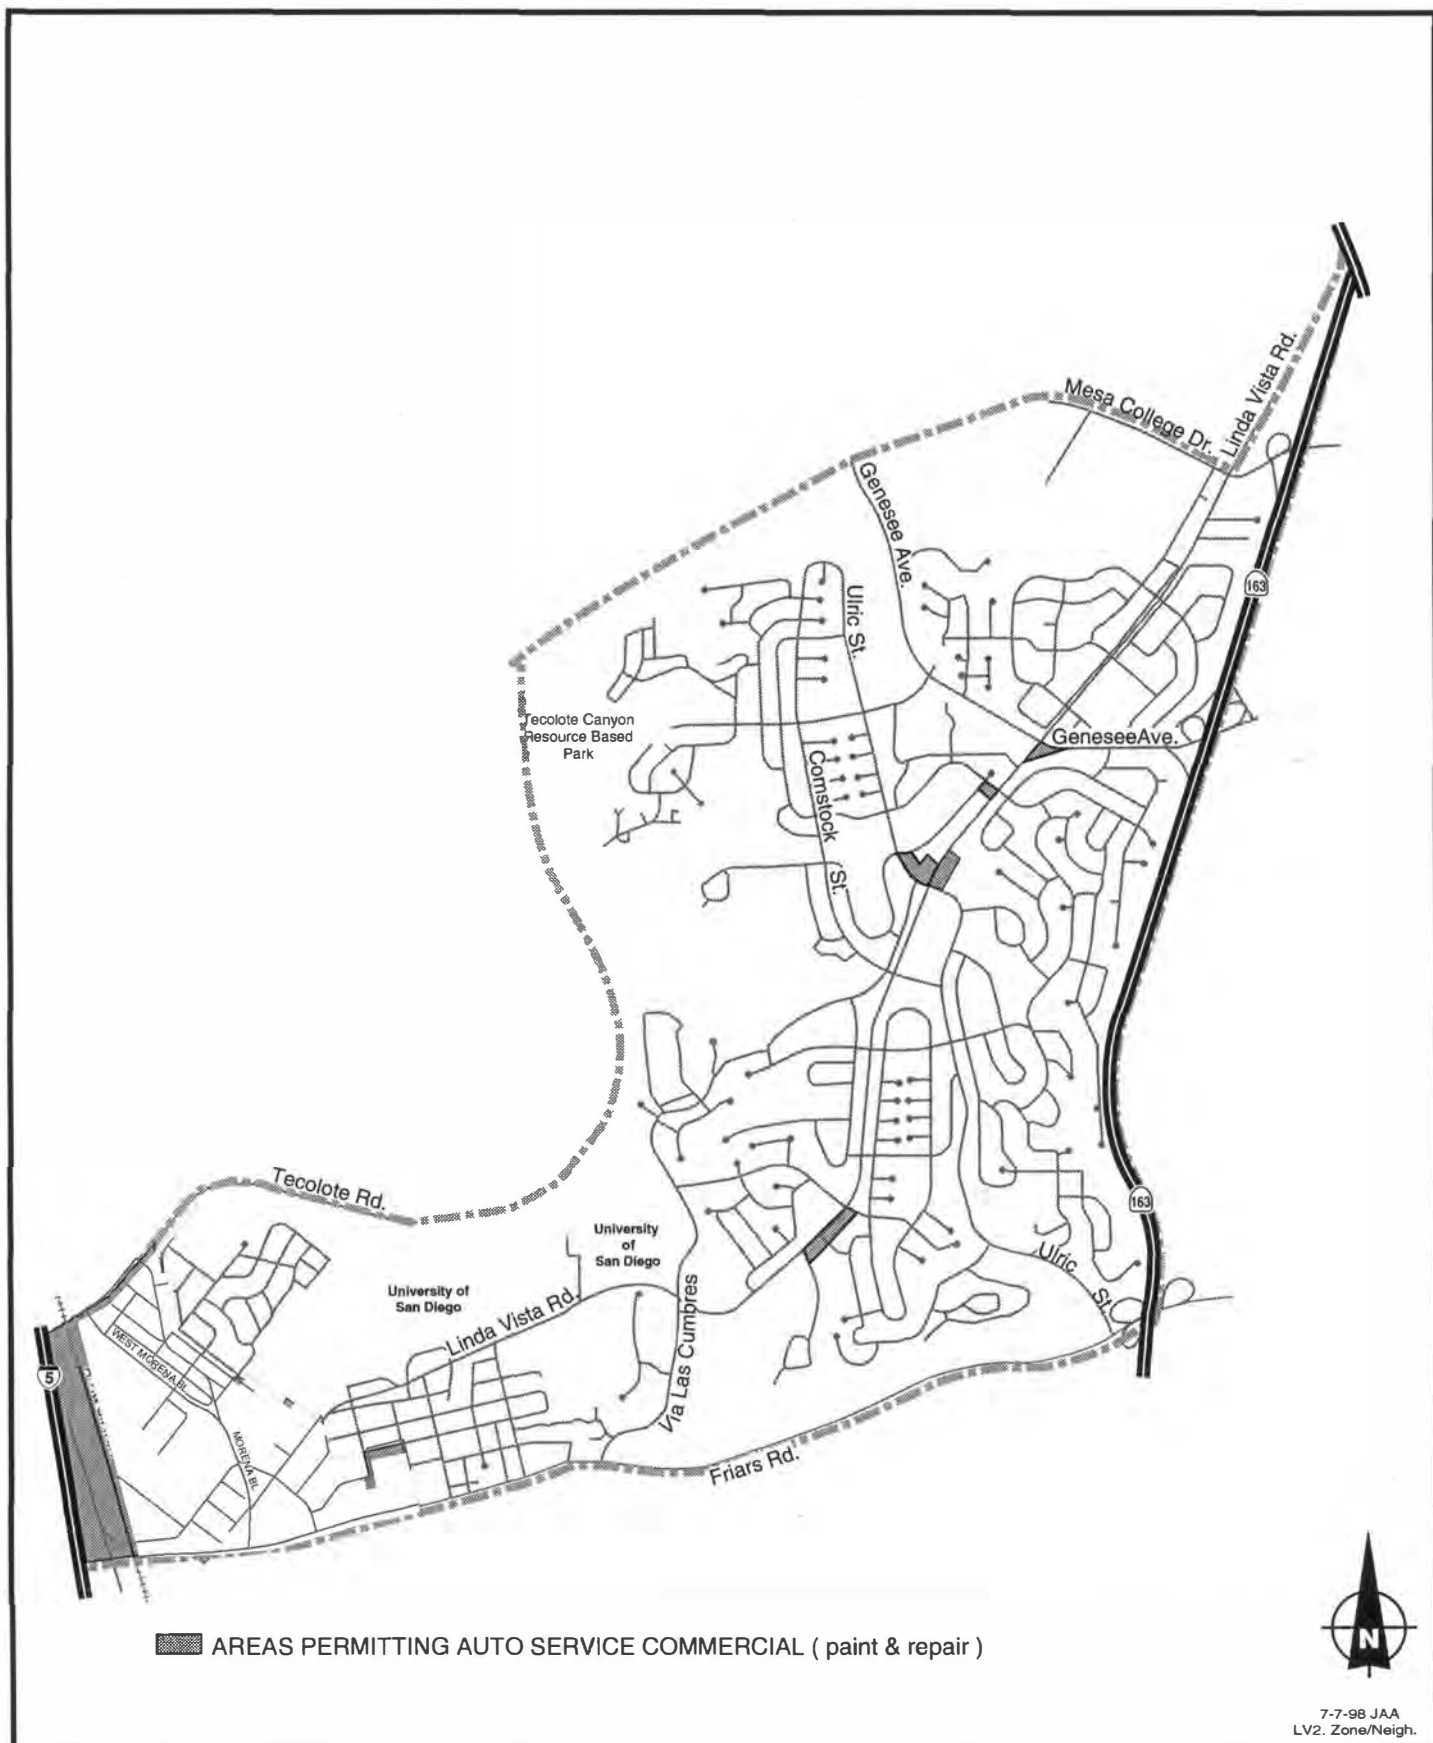 Mesa College Dr.
Linda Vista Rd.
Genesee Ave.
163
Ulric St.
Tecolote Canyon
Resource Based
Park
GeneseeAve.
Comstock St.
Tecolote Rd.
163
University
of
San Diego
University of
San Diego
Ulric St.
Linda Vista Rd.
Via Las Cumbres
WEST MORENA BL.
5
MORENA BL.
Friars Rd.
AREAS PERMITTING AUTO SERVICE COMMERCIAL ( paint & repair )
N
7-7-98 JAA
LV2. Zone/Neigh.